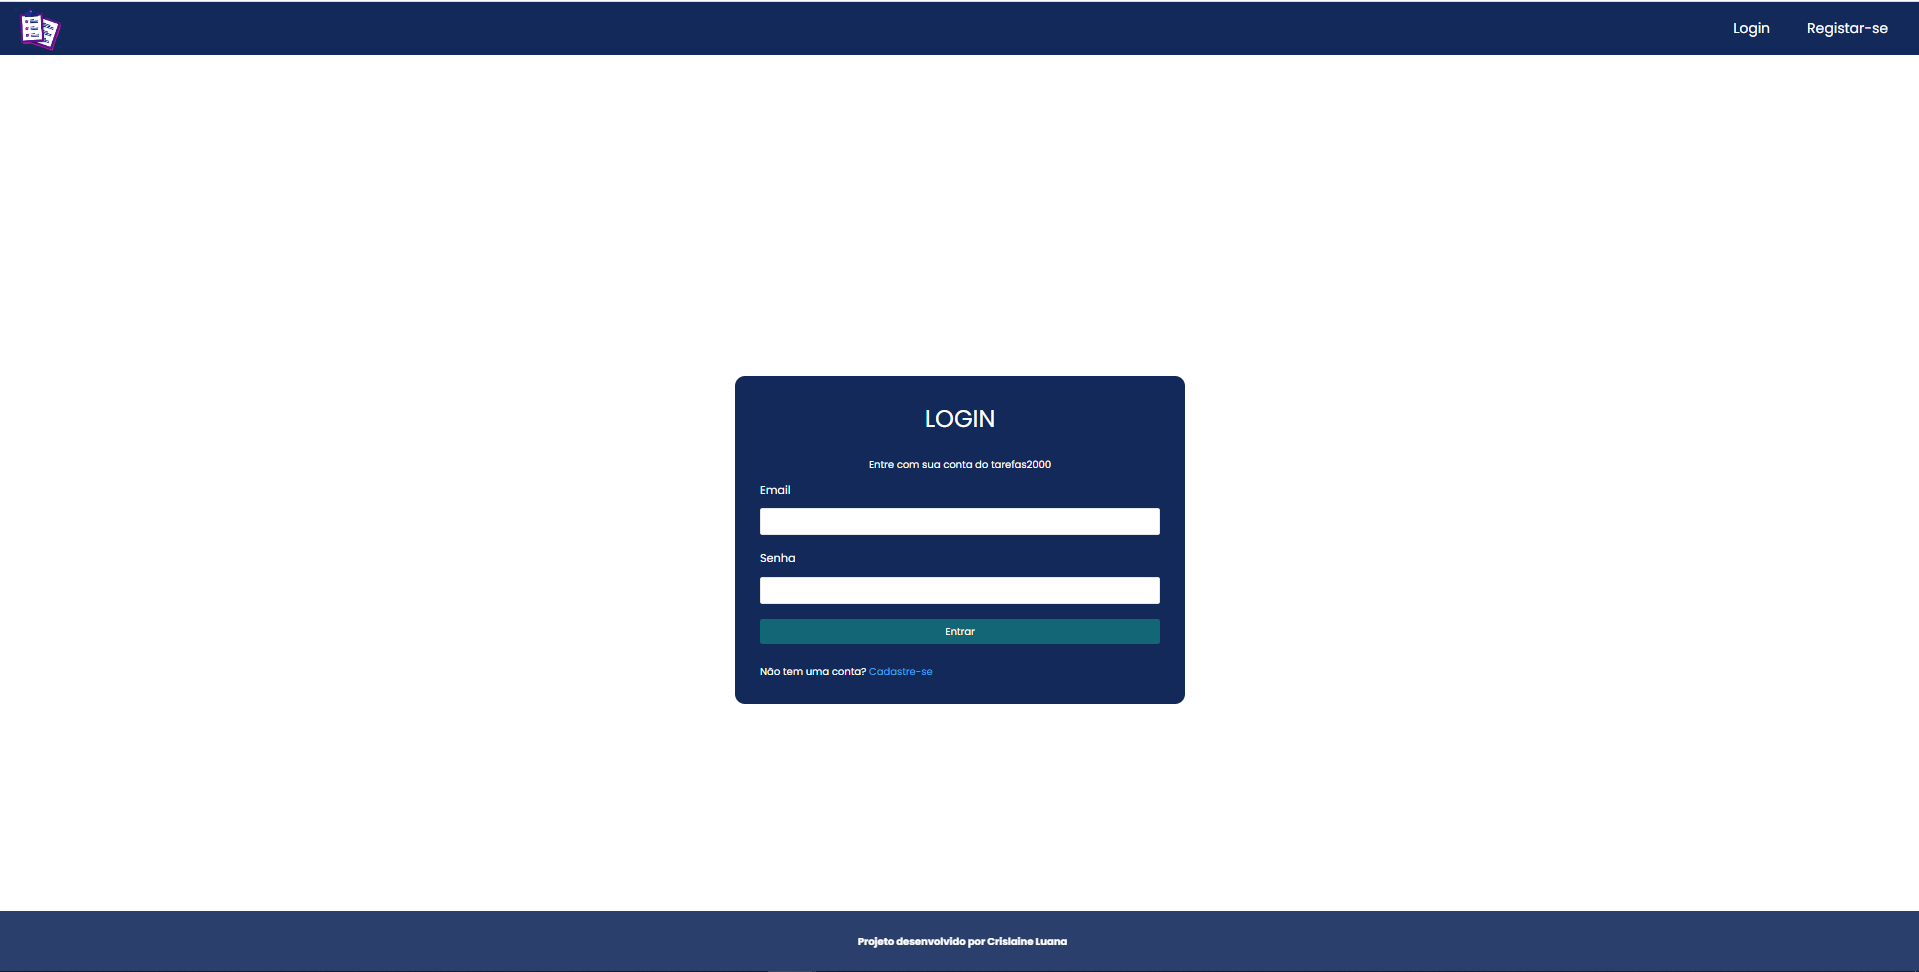 Login
Registar-se
LOGIN
Entre com sua conta do tarefas2000
Email
Senha
Entrar
Não tem uma conta? Cadastre-se
Projeto desenvolvido por Crislaine Luana